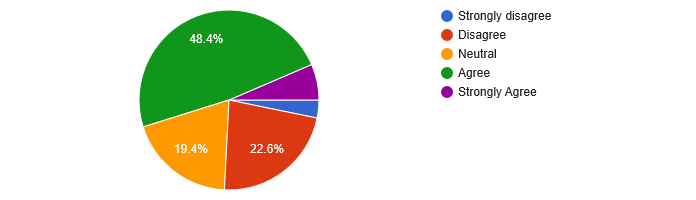 48.4%
19.4%
22.6%
Strongly disagree
Disagree
Neutral
Agree
Strongly Agree